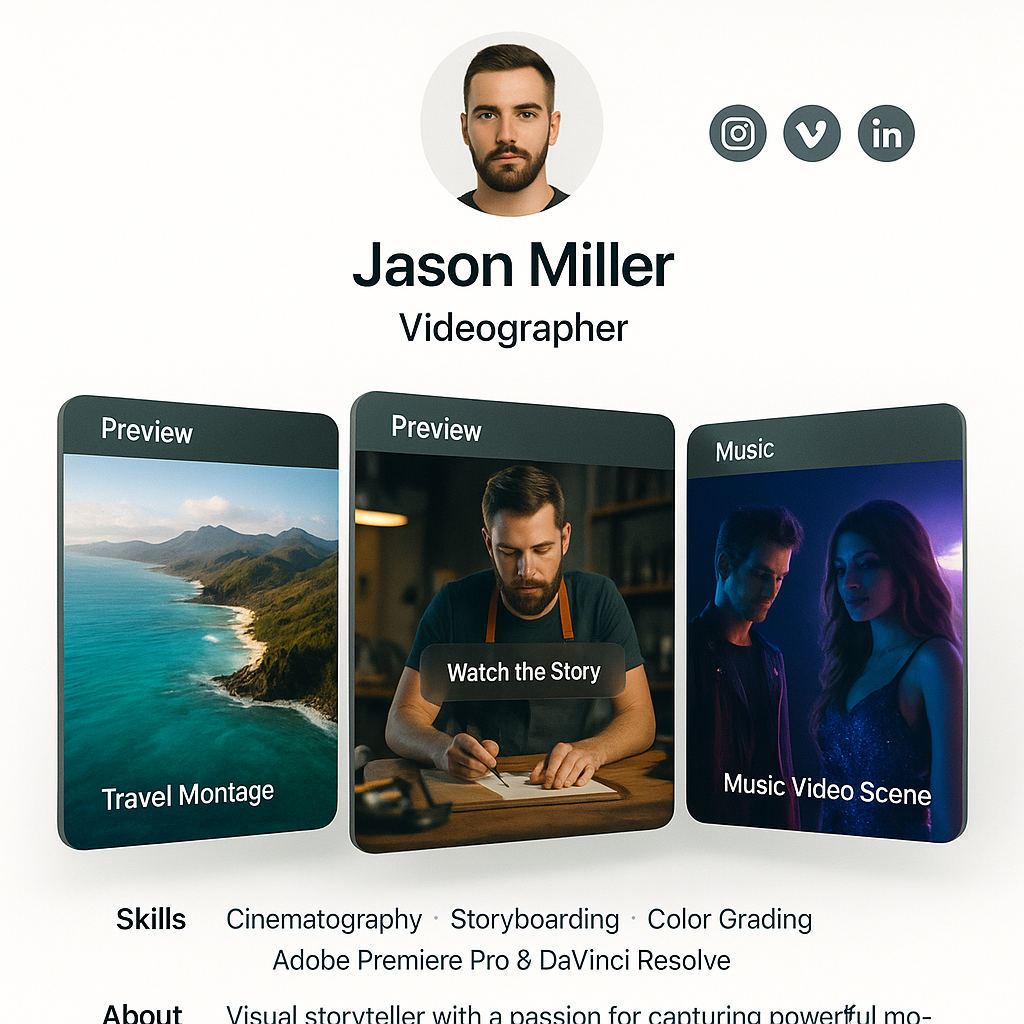 in
Jason Miller
Videographer
Preview
Travel Montage
Preview
Watch the Story
Music
Music Video Scene
Skills
Cinematography · Storyboarding · Color Grading
Adobe Premiere Pro & DaVinci Resolve
About
Visual storyteller with a passion for capturing powerful mo-